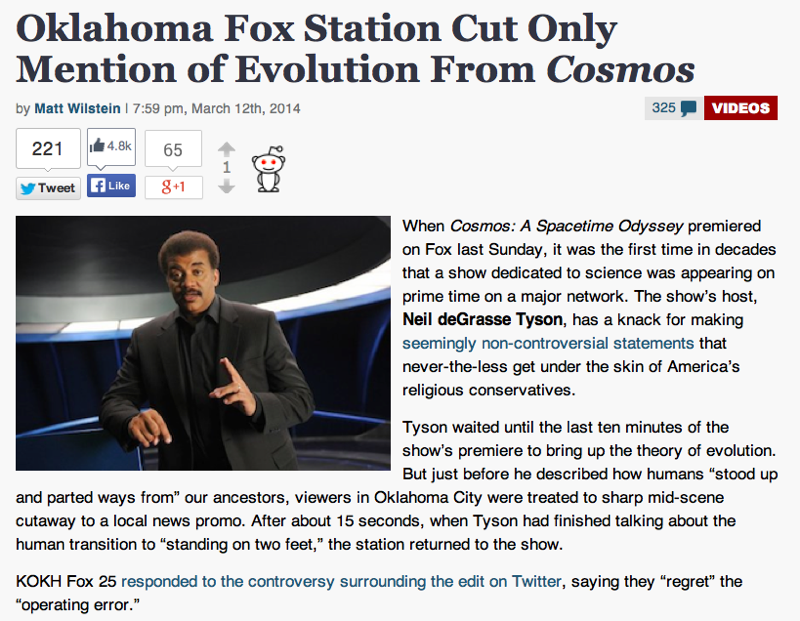 Oklahoma Fox Station Cut Only
Mention of Evolution From Cosmos
by Matt Wilstein | 7:59 pm, March 12th, 2014
325 VIDEOS
221 4.8k 65 1
Tweet Like g+1
When Cosmos: A Spacetime Odyssey premiered
on Fox last Sunday, it was the first time in decades
that a show dedicated to science was appearing on
prime time on a major network. The show’s host,
Neil deGrasse Tyson, has a knack for making
seemingly non-controversial statements that
never-the-less get under the skin of America’s
religious conservatives.
Tyson waited until the last ten minutes of the
show’s premiere to bring up the theory of evolution.
But just before he described how humans “stood up
and parted ways from” our ancestors, viewers in Oklahoma City were treated to sharp mid-scene
cutaway to a local news promo. After about 15 seconds, when Tyson had finished talking about the
human transition to “standing on two feet,” the station returned to the show.
KOKH Fox 25 responded to the controversy surrounding the edit on Twitter, saying they “regret” the
“operating error.”